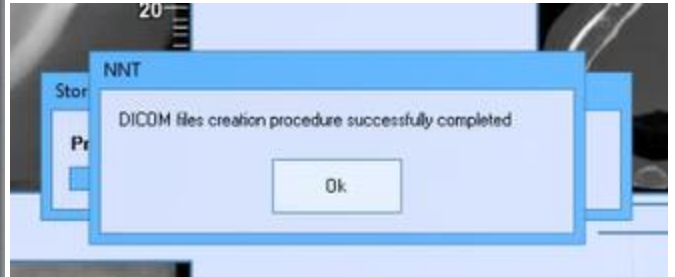 20
NNT
Stor
DICOM files creation procedure successfully completed
Pr
Ok